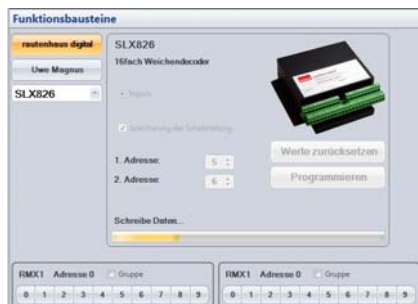 Funktionsbausteine
rautenhaus digital
Uwe Magnus
SLX826
SLX826
16fach Weichendecoder
Impuls
Speicherung der Schaltstellung
1. Adresse: 5
2. Adresse: 6
Werte zurücksetzen
Programmieren
Schreibe Daten...
RMX1 Adresse 0 Gruppe
0 1 2 3 4 5 6 7 8 9
RMX1 Adresse 0 Gruppe
0 1 2 3 4 5 6 7 8 9